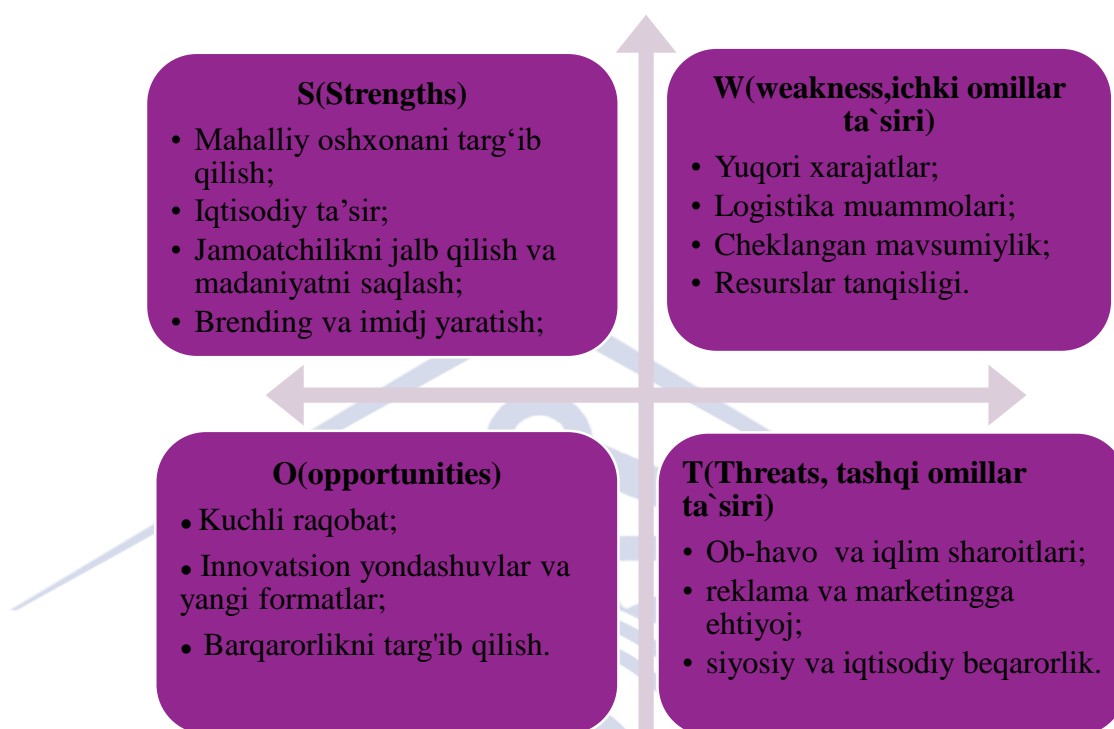 S(Strengths)
• Mahalliy oshxonani targ‘ib
qilish;
• Iqtisodiy ta’sir;
• Jamoatchilikni jalb qilish va
madaniyatni saqlash;
• Brending va imidj yaratish;
W(weakness,ichki omillar
ta`siri)
• Yuqori xarajatlar;
• Logistika muammolari;
• Cheklangan mavsumiylik;
• Resurslar tanqisligi.
O(opportunities)
• Kuchli raqobat;
• Innovatsion yondashuvlar va
yangi formatlar;
• Barqarorlikni targ'ib qilish.
T(Threats, tashqi omillar
ta`siri)
• Ob-havo va iqlim sharoitlari;
• reklama va marketingga
ehtiyoj;
• siyosiy va iqtisodiy beqarorlik.